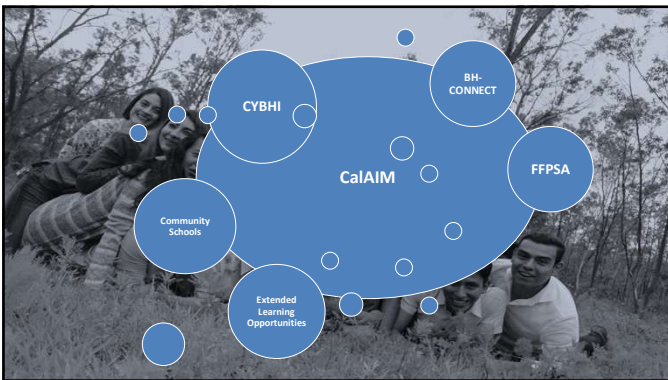 CYBHI
BH-
CONNECT
CalAIM
FFPSA
Community
Schools
Extended
Learning
Opportunities